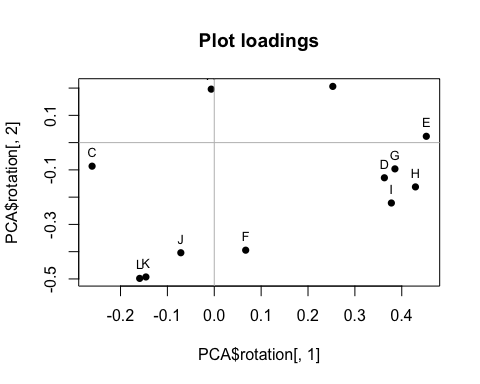 Plot loadings
PCA$rotation[, 2]
0.1
-0.1
-0.3
-0.5
E
C
G
D
H
I
J
F
L
K
-0.2
-0.1
0.0
0.1
0.2
0.3
0.4
PCA$rotation[, 1]